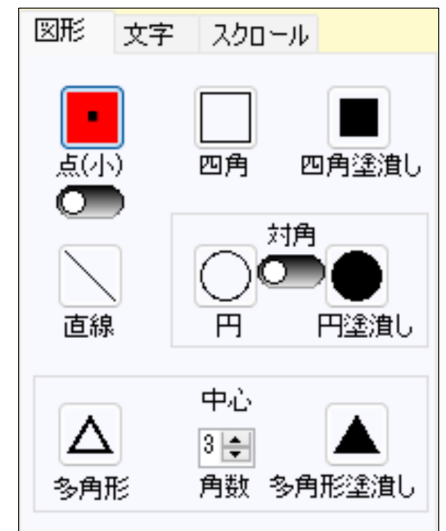 図形 文字 スクロール
点(小) 四角 四角塗潰し
対角
直線 円 円塗潰し
中心
3
多角形 角数 多角形塗潰し